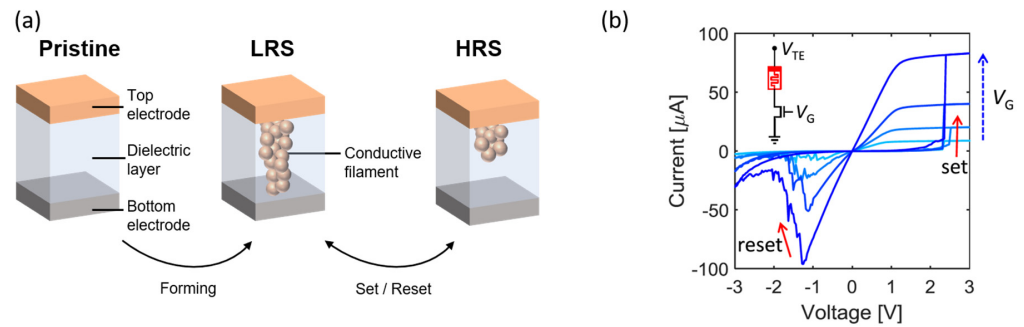 (a)
Pristine
LRS
HRS
Top
electrode
Dielectric
layer
Bottom
electrode
Conductive
filament
Forming
Set / Reset
(b)
100
50
0
-50
-100
Current [μA]
-3
-2
-1
0
1
2
3
Voltage [V]
V_TE
V_G
V_G
set
reset